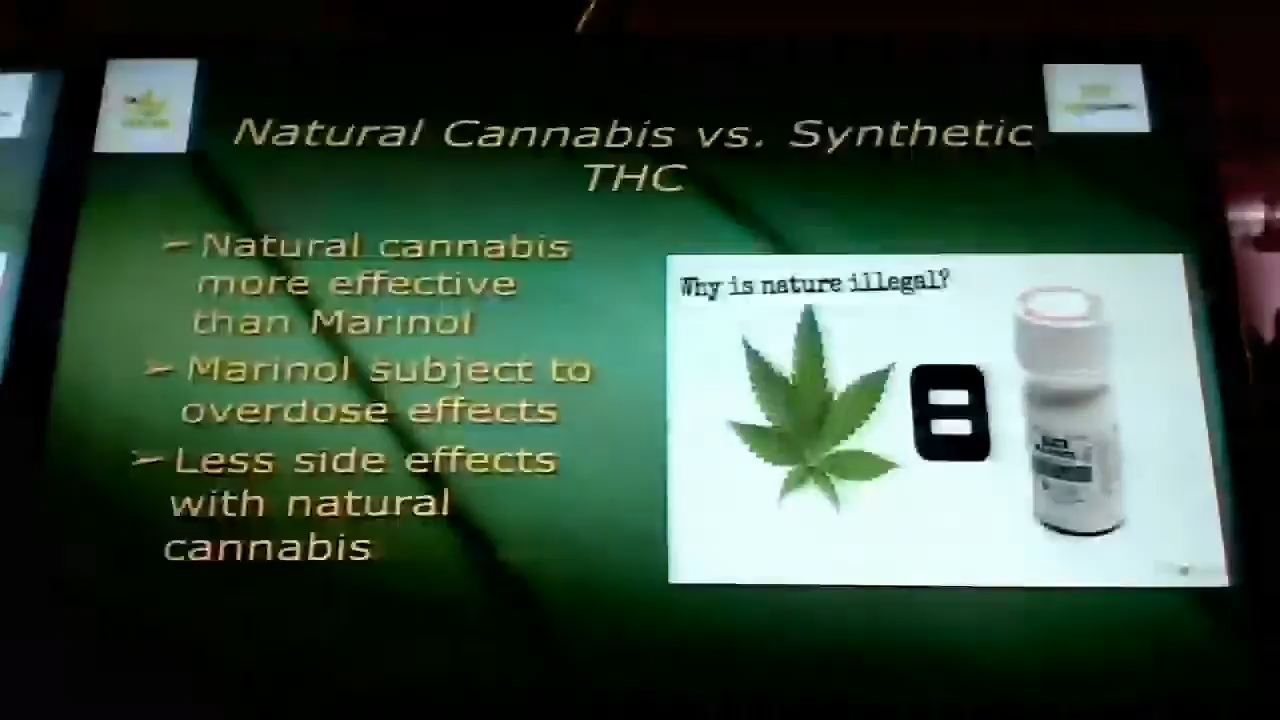 Natural Cannabis vs. Synthetic
THC
➢ Natural cannabis
more effective
than Marinol
➢ Marinol subject to
overdose effects
➢ Less side effects
with natural
cannabis
Why is nature illegal?